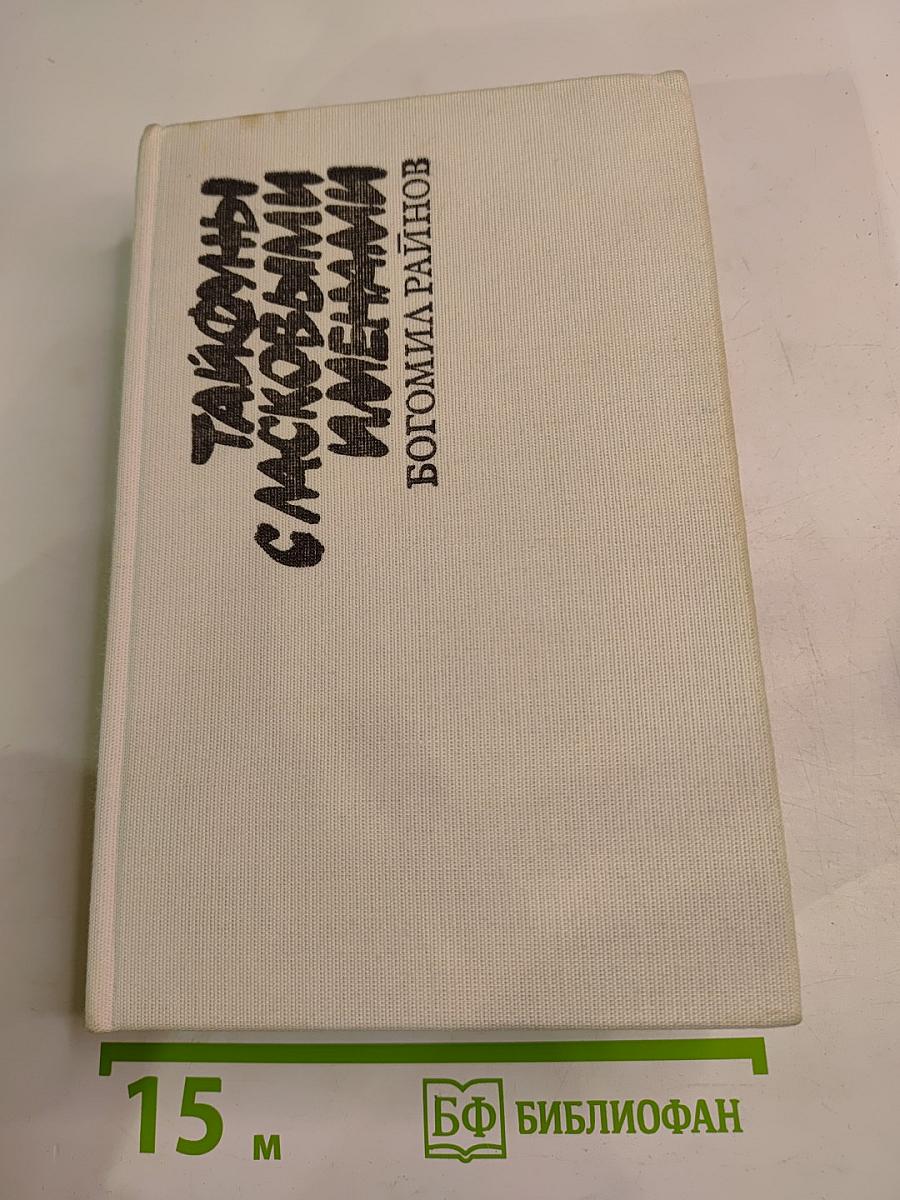 ТАЙФУНЫ
С ЛАСКОВЫМИ
ИМЕНАМИ
БОГОМИЛ РАЙНОВ
15 м
БФ БИБЛИОФАН